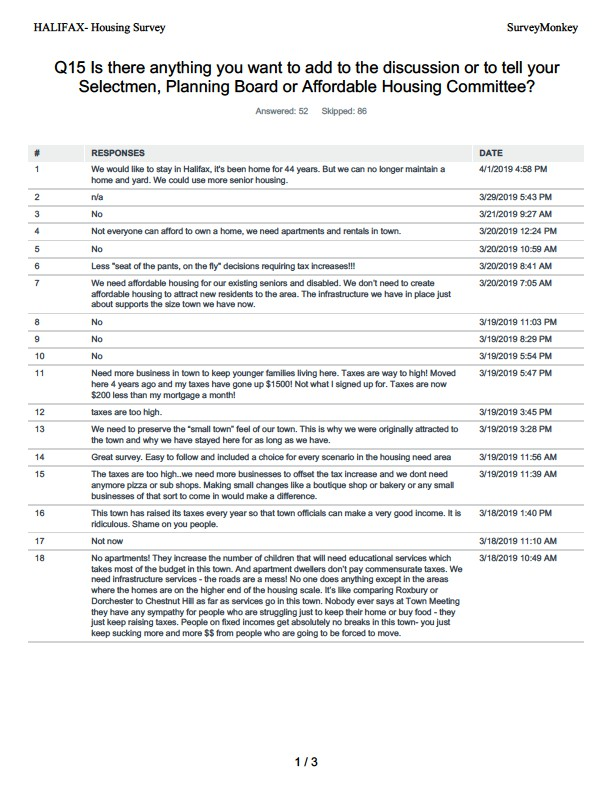 HALIFAX- Housing Survey SurveyMonkey
Q15 Is there anything you want to add to the discussion or to tell your
Selectmen, Planning Board or Affordable Housing Committee?
Answered: 52 Skipped: 86
# RESPONSES DATE
1 We would like to stay in Halifax, it's been home for 44 years. But we can no longer maintain a 4/1/2019 4:58 PM
home and yard. We could use more senior housing.
2 n/a 3/29/2019 5:43 PM
3 No 3/21/2019 9:27 AM
4 Not everyone can afford to own a home, we need apartments and rentals in town. 3/20/2019 12:24 PM
5 No 3/20/2019 10:59 AM
6 Less "seat of the pants, on the fly" decisions requiring tax increases!!! 3/20/2019 8:41 AM
7 We need affordable housing for our existing seniors and disabled. We don't need to create 3/20/2019 7:05 AM
affordable housing to attract new residents to the area. The infrastructure we have in place just
about supports the size town we have now.
8 No 3/19/2019 11:03 PM
9 No 3/19/2019 8:29 PM
10 No 3/19/2019 5:54 PM
11 Need more business in town to keep younger families living here. Taxes are way to high! Moved 3/19/2019 5:47 PM
here 4 years ago and my taxes have gone up $1500! Not what I signed up for. Taxes are now
$200 less than my mortgage a month!
12 taxes are too high. 3/19/2019 3:45 PM
13 We need to preserve the "small town" feel of our town. This is why we were originally attracted to 3/19/2019 3:28 PM
the town and why we have stayed here for as long as we have.
14 Great survey. Easy to follow and included a choice for every scenario in the housing need area 3/19/2019 11:56 AM
15 The taxes are too high..we need more businesses to offset the tax increase and we dont need 3/19/2019 11:39 AM
anymore pizza or sub shops. Making small changes like a boutique shop or bakery or any small
businesses of that sort to come in would make a difference.
16 This town has raised its taxes every year so that town officials can make a very good income. It is 3/18/2019 1:40 PM
ridiculous. Shame on you people.
17 Not now 3/18/2019 11:10 AM
18 No apartments! They increase the number of children that will need educational services which 3/18/2019 10:49 AM
takes most of the budget in this town. And apartment dwellers don't pay commensurate taxes. We
need infrastructure services - the roads are a mess! No one does anything except in the areas
where the homes are on the higher end of the housing scale. It's like comparing Roxbury or
Dorchester to Chestnut Hill as far as services go in this town. Nobody ever says at Town Meeting
they have any sympathy for people who are struggling just to keep their home or buy food - they
just keep raising taxes. People on fixed incomes get absolutely no breaks in this town- you just
keep sucking more and more $$ from people who are going to be forced to move.
1 / 3